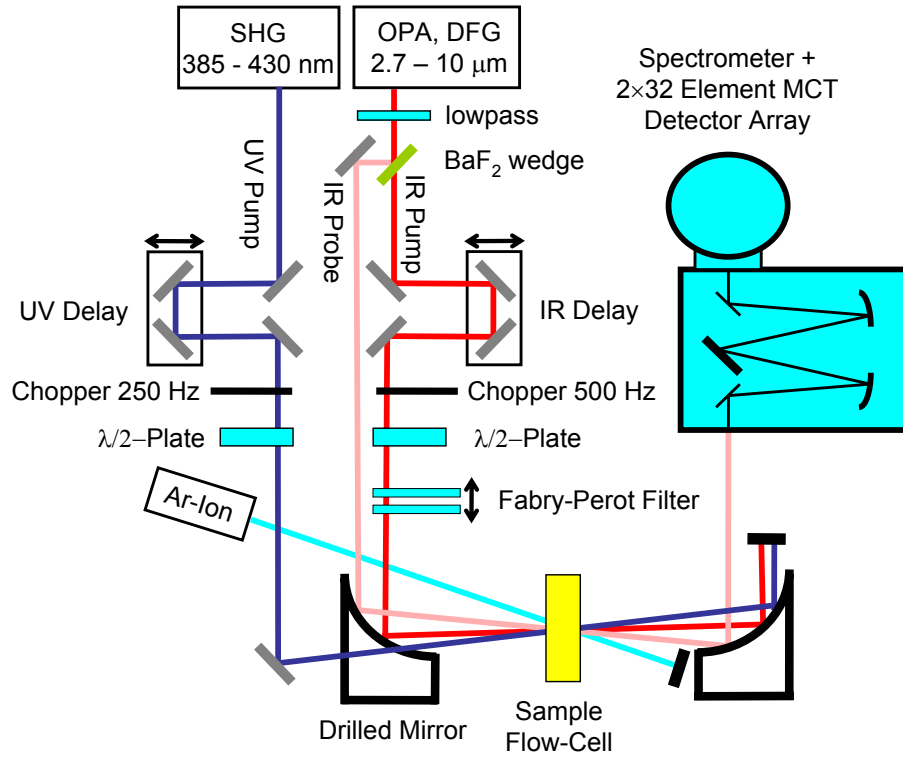 SHG
385 - 430 nm
OPA, DFG
2.7 – 10 μm
Spectrometer +
2×32 Element MCT
Detector Array
lowpass
BaF₂ wedge
UV Pump
IR Probe
IR Pump
UV Delay
IR Delay
Chopper 250 Hz
Chopper 500 Hz
λ/2–Plate
λ/2–Plate
Ar-Ion
Fabry-Perot Filter
Drilled Mirror
Sample
Flow-Cell